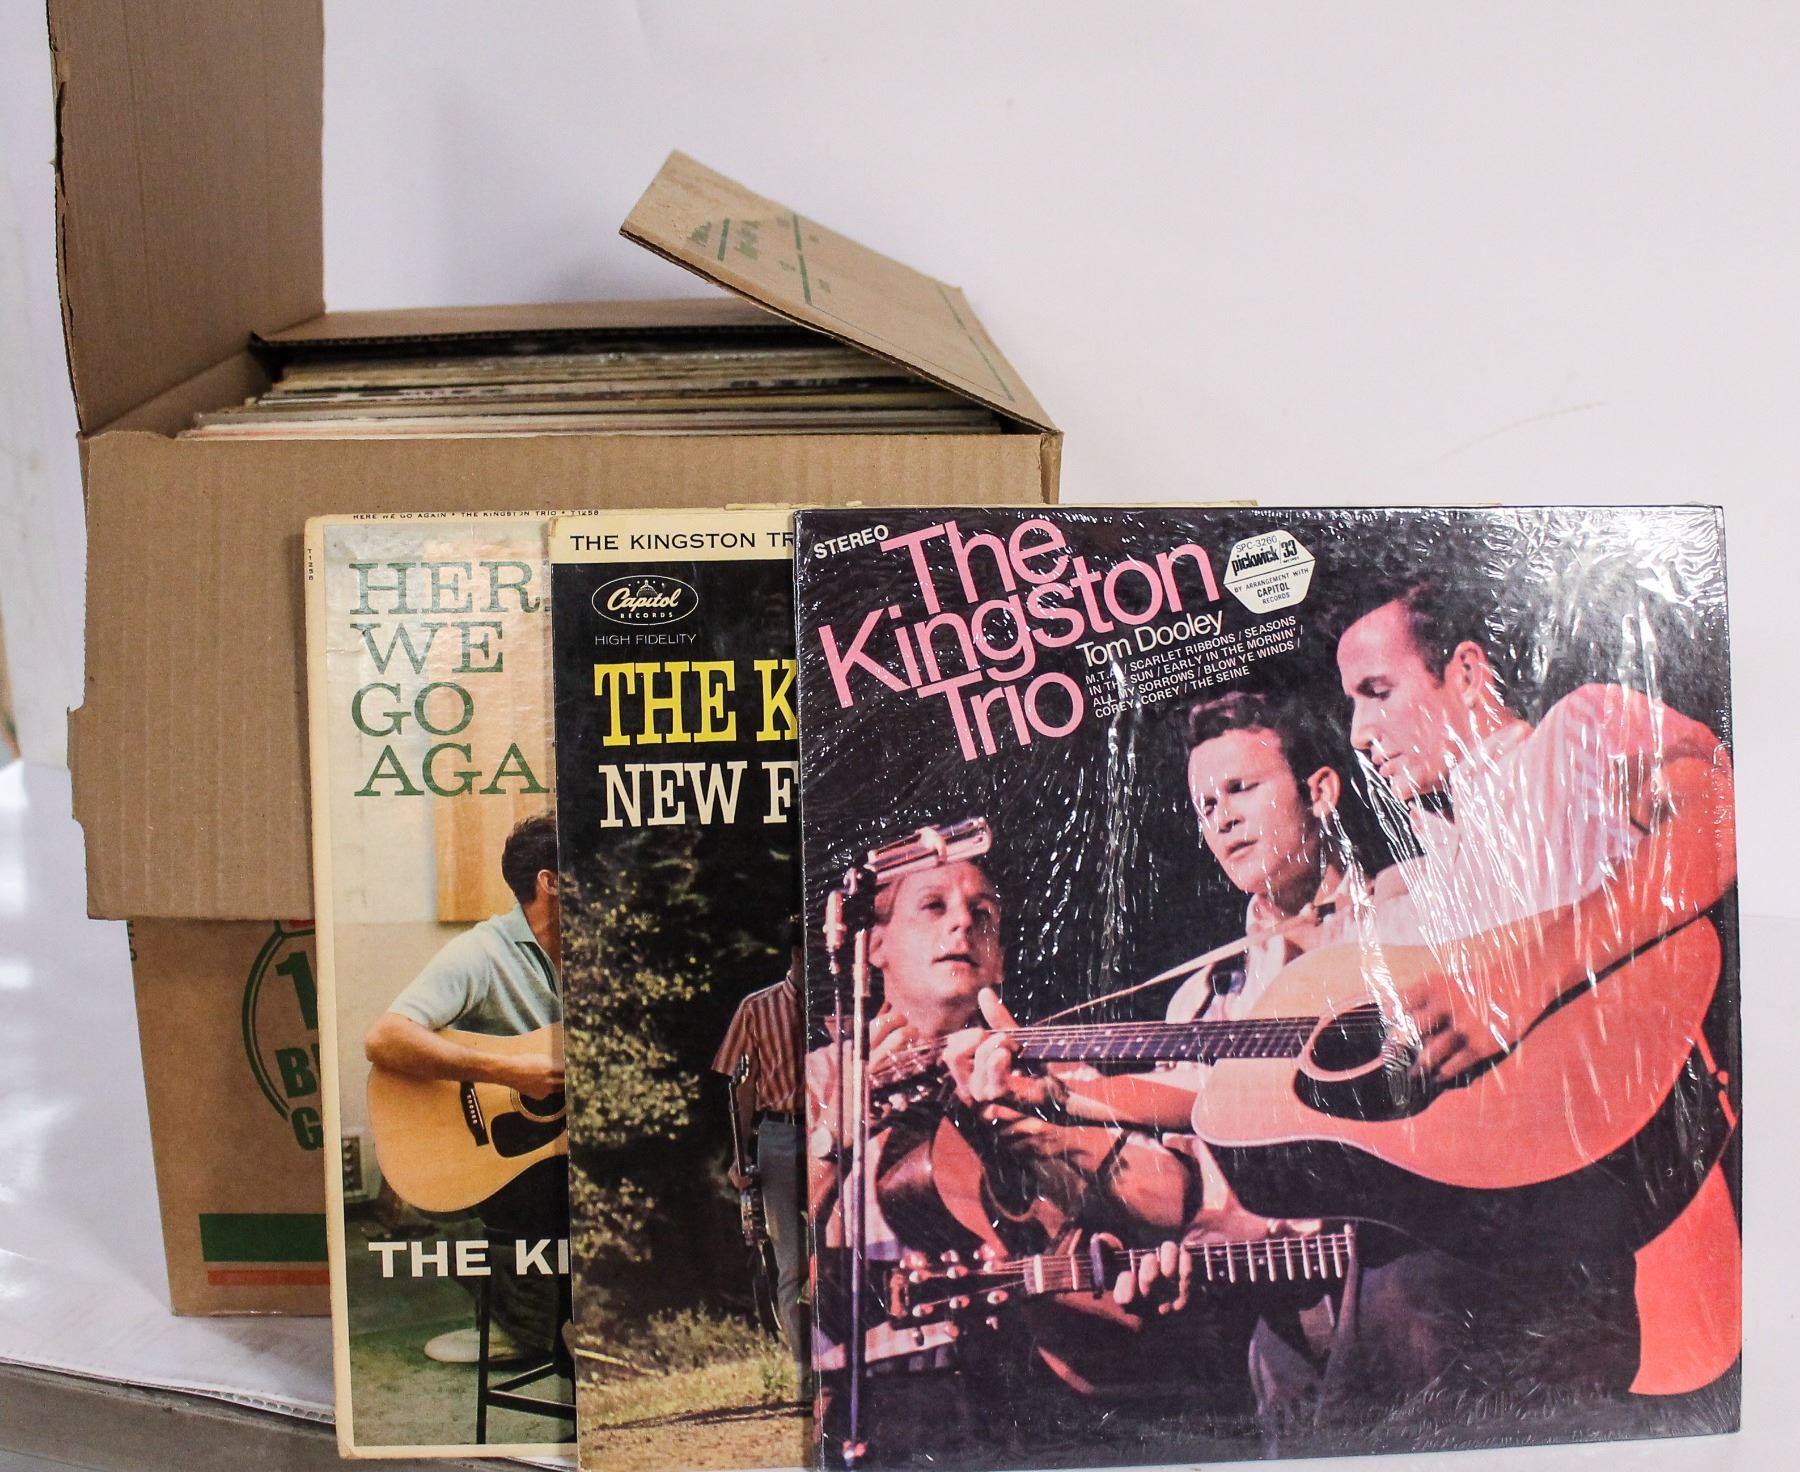 HERE WE GO AGAIN • THE KINGSTON TRIO • T1258
T1258
HER
WE
GO
AGA
THE KI
THE KINGSTON TR
Capitol
RECORDS
HIGH FIDELITY
THE K
NEW F
STEREO
The
Kingston
Trio
SPC-3260
pickwick/33
BY ARRANGEMENT WITH
CAPITOL
RECORDS
Tom Dooley
M.T.A. / SCARLET RIBBONS / SEASONS
IN THE SUN / EARLY IN THE MORNIN' /
ALL MY SORROWS / BLOW YE WINDS /
COREY, COREY / THE SEINE
1
B
G